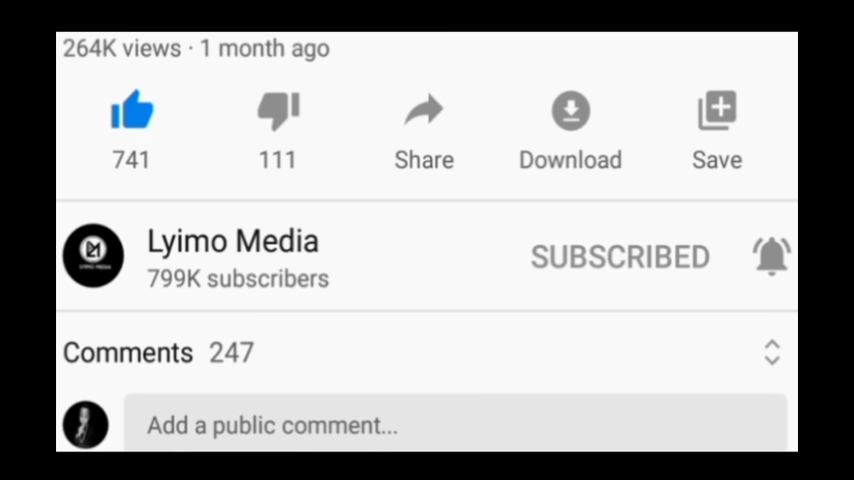 264K views · 1 month ago
741 111 Share Download Save
Lyimo Media SUBSCRIBED
799K subscribers
Comments 247
Add a public comment...